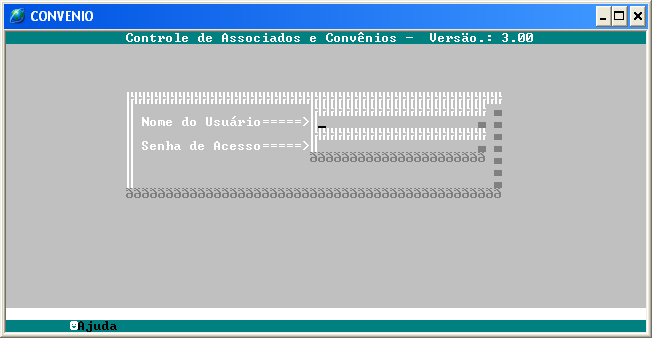 CONVENIO
Controle de Associados e Convênios - Versão.: 3.00
Nome do Usuário=====>
Senha de Acesso=====>
Ajuda